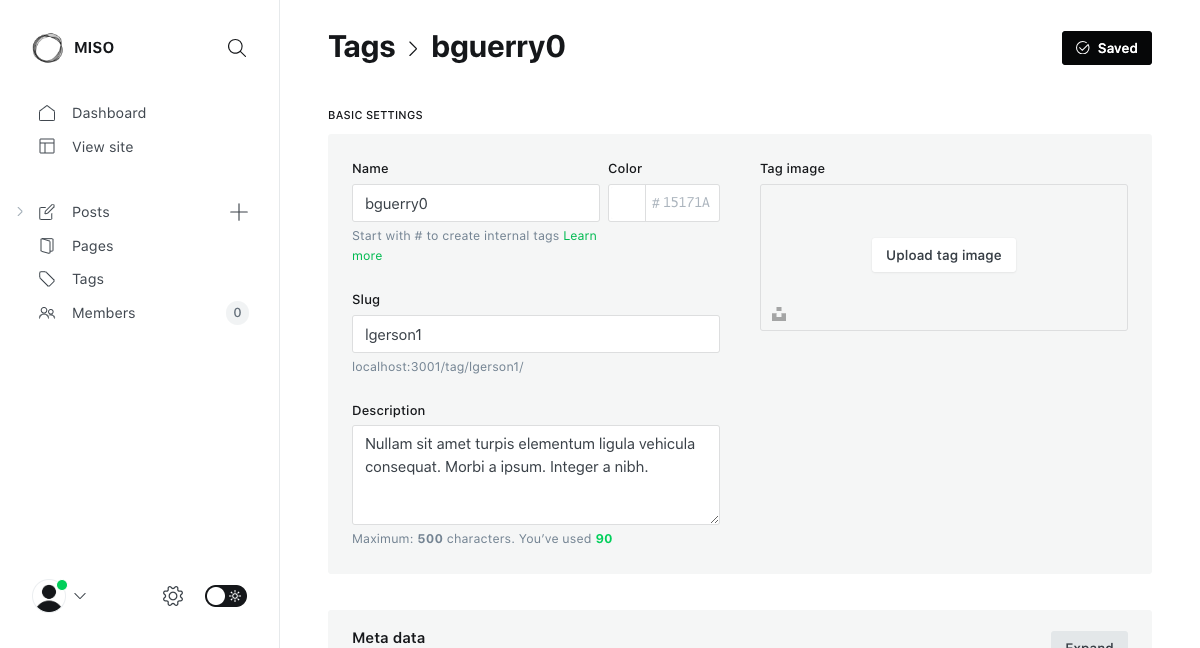 MISO
Dashboard
View site
Posts
Pages
Tags
Members
0
Tags
bguerry0
Saved
BASIC SETTINGS
Name
bguerry0
Start with # to create internal tags Learn
more
Color
# 15171A
Slug
lgerson1
localhost:3001/tag/lgerson1/
Description
Nullam sit amet turpis elementum ligula vehicula
consequat. Morbi a ipsum. Integer a nibh.
Maximum: 500 characters. You’ve used 90
Tag image
Upload tag image
Meta data
Expand